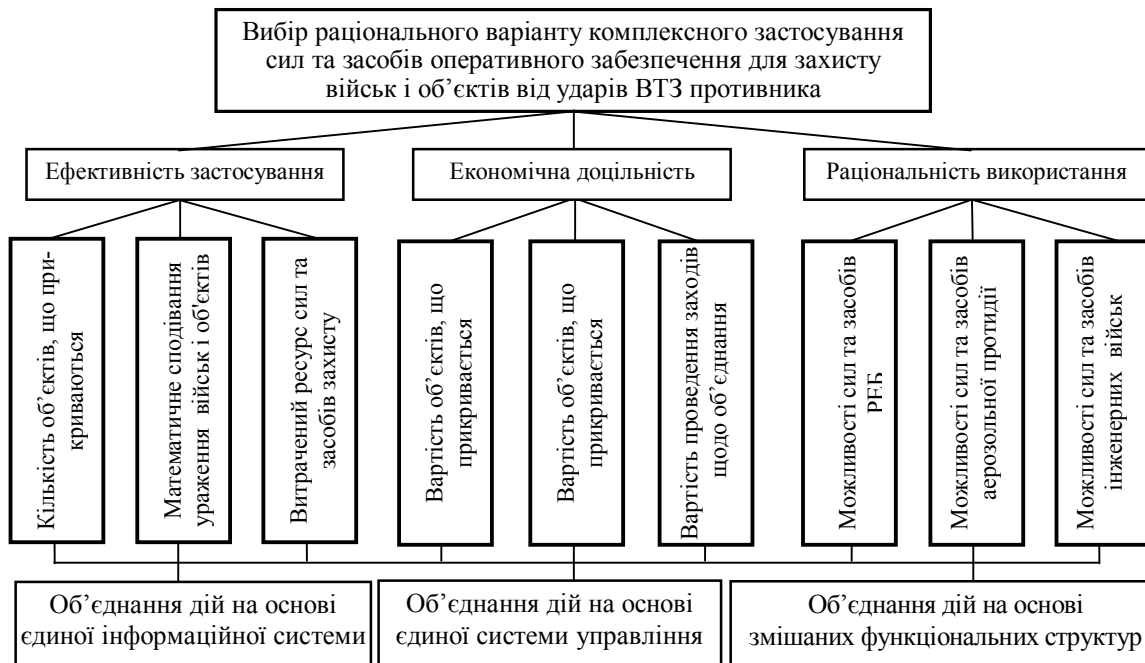 Вибір раціонального варіанту комплексного застосування
сил та засобів оперативного забезпечення для захисту
військ і об’єктів від ударів ВТЗ противника
Ефективність застосування
Економічна доцільність
Раціональність використання
Кількість об’єктів, що при-
криваються
Математичне сподівання
ураження військ і об'єктів
Витрачений ресурс сил та
засобів захисту
Вартість об’єктів, що
прикривається
Вартість об’єктів, що
прикривається
Вартість проведення заходів
щодо об’єднання
Можливості сил та засобів
РЕБ
Можливості сил та засобів
аерозольної протидії
Можливості сил та засобів
інженерних військ
Об’єднання дій на основі
єдиної інформаційної системи
Об’єднання дій на основі
єдиної системи управління
Об’єднання дій на основі
змішаних функціональних структур